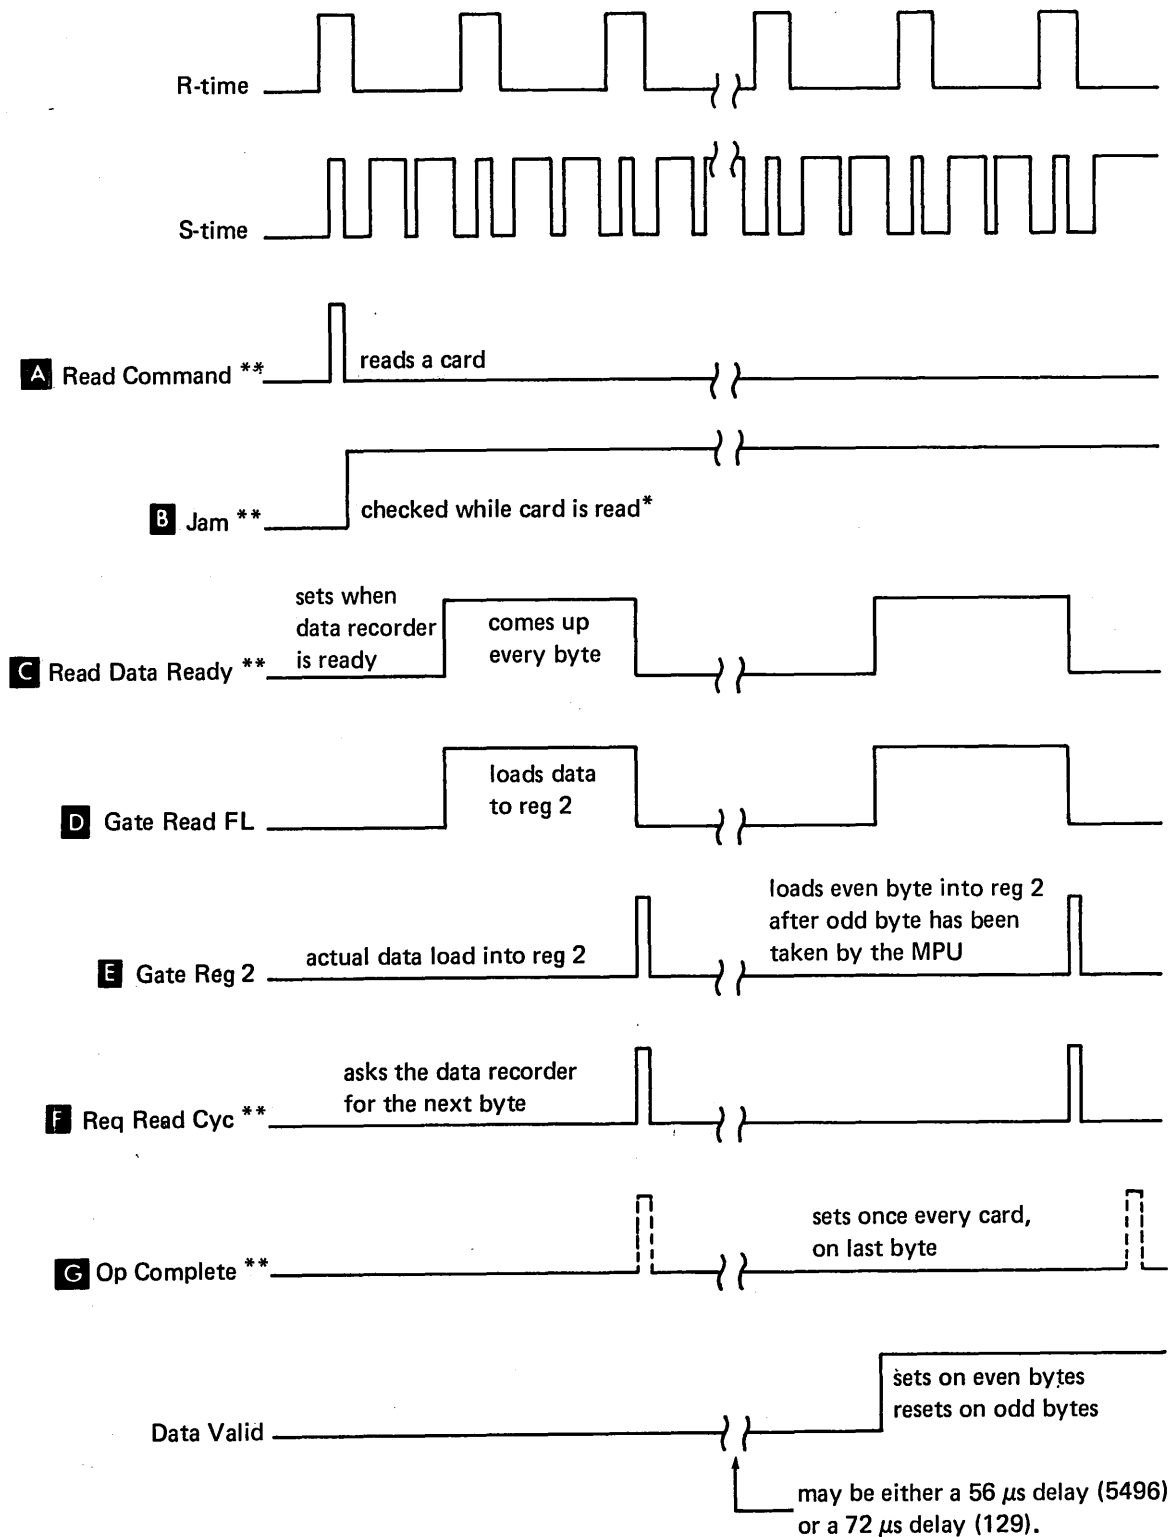 R-time
S-time
A Read Command **
reads a card
B Jam **
checked while card is read*
sets when
data recorder
is ready
comes up
every byte
C Read Data Ready **
loads data
to reg 2
D Gate Read FL
loads even byte into reg 2
after odd byte has been
taken by the MPU
actual data load into reg 2
E Gate Reg 2
asks the data recorder
for the next byte
F Req Read Cyc **
sets once every card,
on last byte
G Op Complete **
sets on even bytes
resets on odd bytes
Data Valid
may be either a 56 μs delay (5496)
or a 72 μs delay (129).